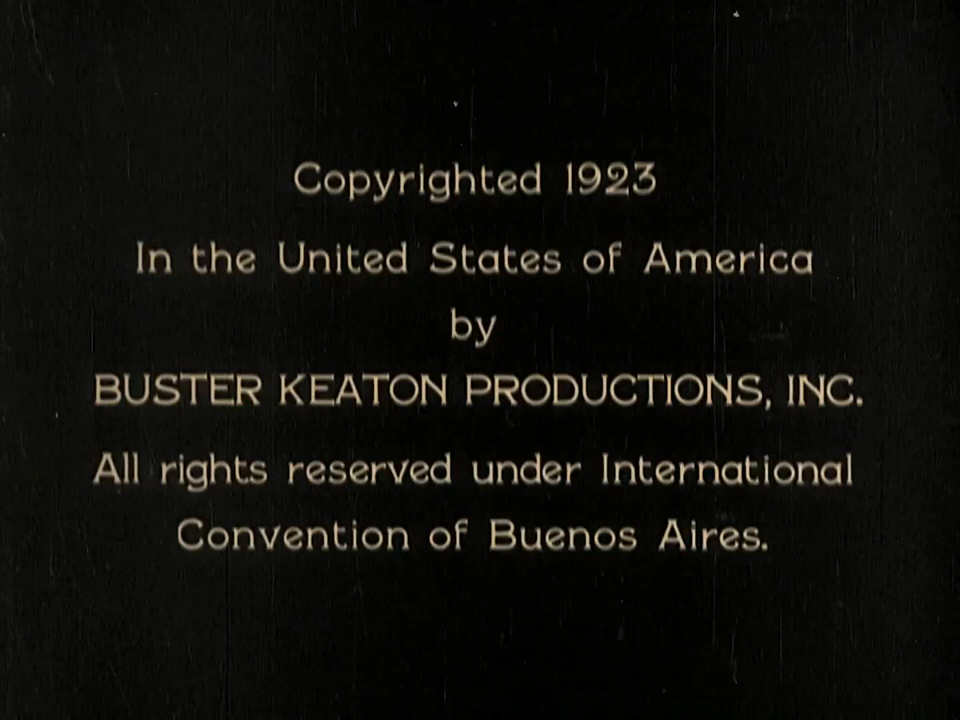 Copyrighted 1923
In the United States of America
by
BUSTER KEATON PRODUCTIONS, INC.
All rights reserved under International
Convention of Buenos Aires.